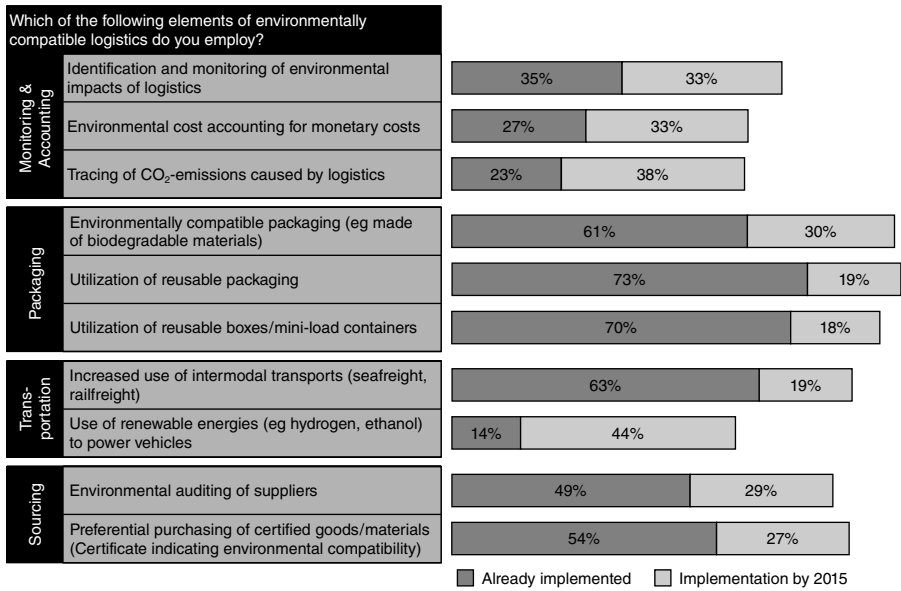 Which of the following elements of environmentally
compatible logistics do you employ?
Monitoring &
Accounting
Identification and monitoring of environmental
impacts of logistics
35%
33%
Environmental cost accounting for monetary costs
27%
33%
Tracing of CO₂-emissions caused by logistics
23%
38%
Packaging
Environmentally compatible packaging (eg made
of biodegradable materials)
61%
30%
Utilization of reusable packaging
73%
19%
Utilization of reusable boxes/mini-load containers
70%
18%
Trans-
portation
Increased use of intermodal transports (seafreight,
railfreight)
63%
19%
Use of renewable energies (eg hydrogen, ethanol)
to power vehicles
14%
44%
Sourcing
Environmental auditing of suppliers
49%
29%
Preferential purchasing of certified goods/materials
(Certificate indicating environmental compatibility)
54%
27%
Already implemented
Implementation by 2015